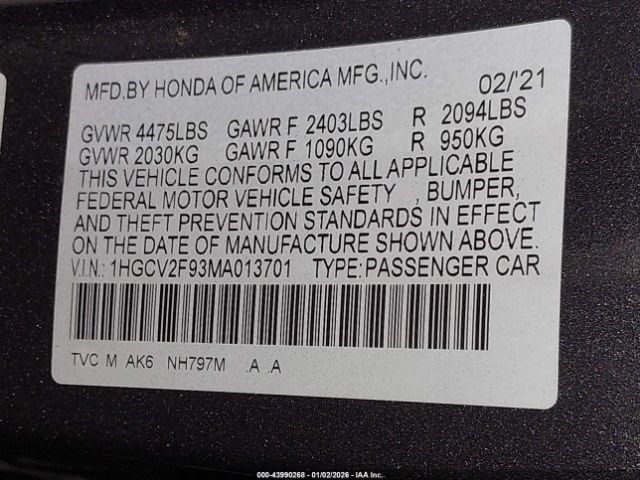 MFD.BY HONDA OF AMERICA MFG.,INC. 02/'21
GVWR 4475LBS GAWR F 2403LBS R 2094LBS
GVWR 2030KG GAWR F 1090KG R 950KG
THIS VEHICLE CONFORMS TO ALL APPLICABLE
FEDERAL MOTOR VEHICLE SAFETY , BUMPER,
AND THEFT PREVENTION STANDARDS IN EFFECT
ON THE DATE OF MANUFACTURE SHOWN ABOVE.
V.I.N.: 1HGCV2F93MA013701 TYPE:PASSENGER CAR
TVC M AK6 NH797M .A .A
000-43990268 - 01/02/2026 - IAA Inc.